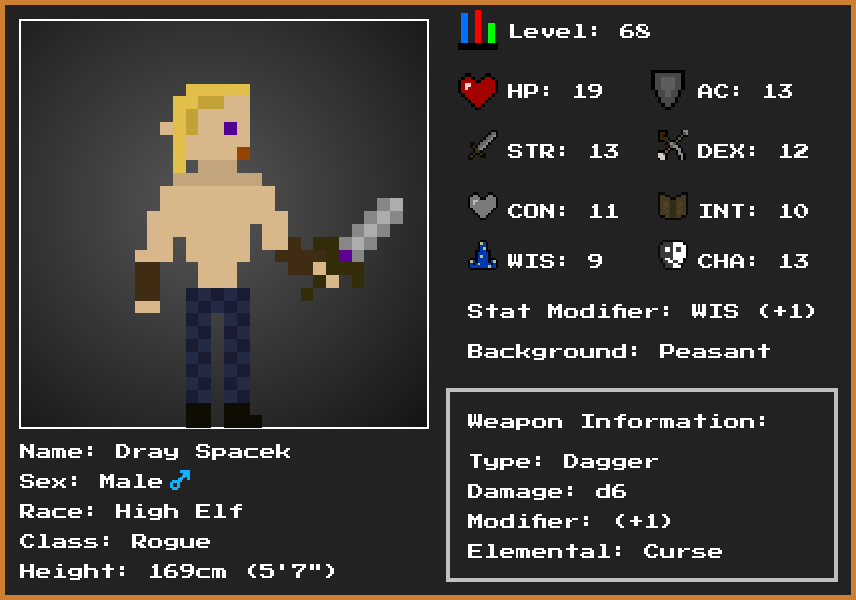 Level: 68
HP: 19
AC: 13
STR: 13
DEX: 12
CON: 11
INT: 10
WIS: 9
CHA: 13
Stat Modifier: WIS (+1)
Background: Peasant
Name: Dray Spacek
Sex: Male♂
Race: High Elf
Class: Rogue
Height: 169cm (5'7")
Weapon Information:
Type: Dagger
Damage: d6
Modifier: (+1)
Elemental: Curse